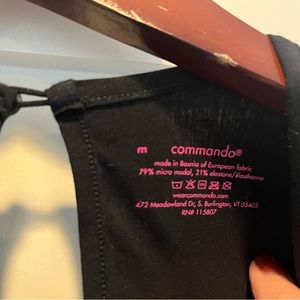 m commando®
made in Bosnia of European fabric
79% micro modal, 21% elastane/élasthanne
wearcommando.com
472 Meadowland Dr, S. Burlington, VT 05403
RN# 115807